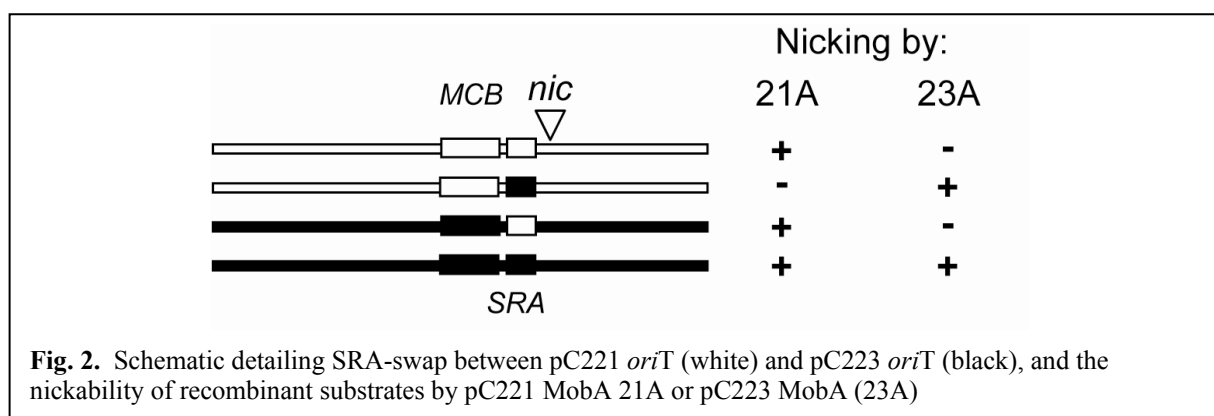 Nicking by:
MCB nic 21A 23A
+ -
- +
+ -
+ +
SRA
Fig. 2. Schematic detailing SRA-swap between pC221 oriT (white) and pC223 oriT (black), and the
nickability of recombinant substrates by pC221 MobA 21A or pC223 MobA (23A)